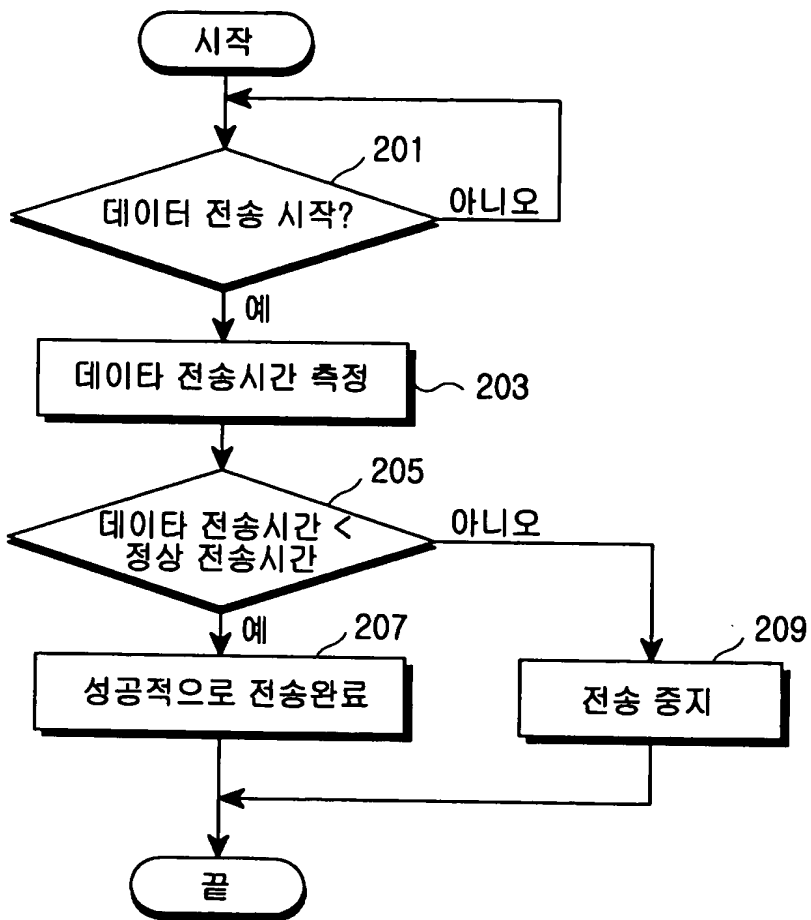 시작
201
데이터 전송 시작?
아니오
예
데이타 전송시간 측정
203
205
데이타 전송시간 <
정상 전송시간
아니오
예
207
성공적으로 전송완료
209
전송 중지
끝